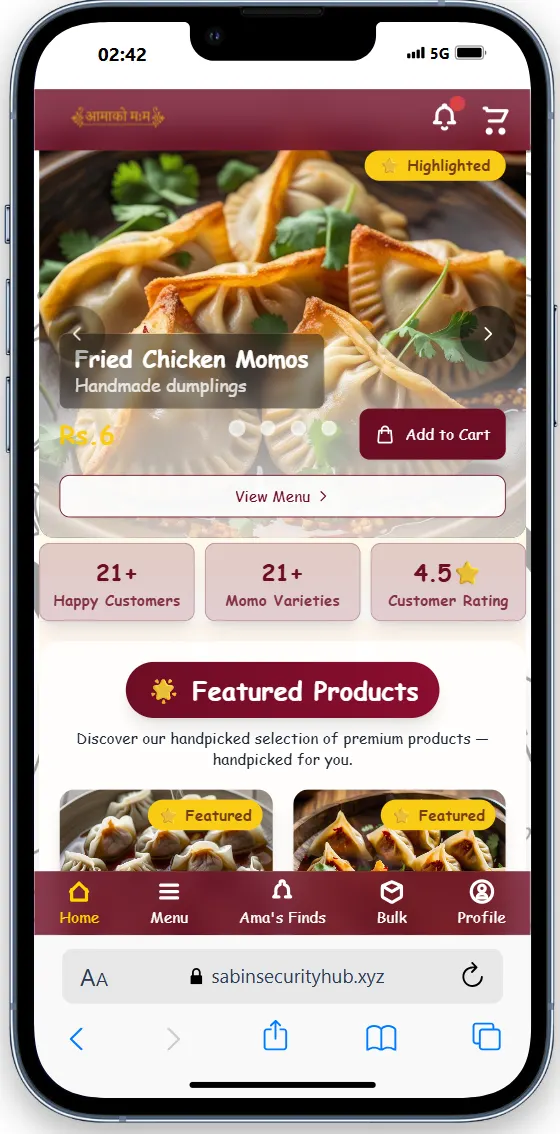 02:42
5G
आमाको म:म
Highlighted
Fried Chicken Momos
Handmade dumplings
Rs.6
Add to Cart
View Menu
21+
Happy Customers
21+
Momo Varieties
4.5
Customer Rating
Featured Products
Discover our handpicked selection of premium products —
handpicked for you.
Featured
Featured
Home
Menu
Ama's Finds
Bulk
Profile
AA
sabinsecurityhub.xyz